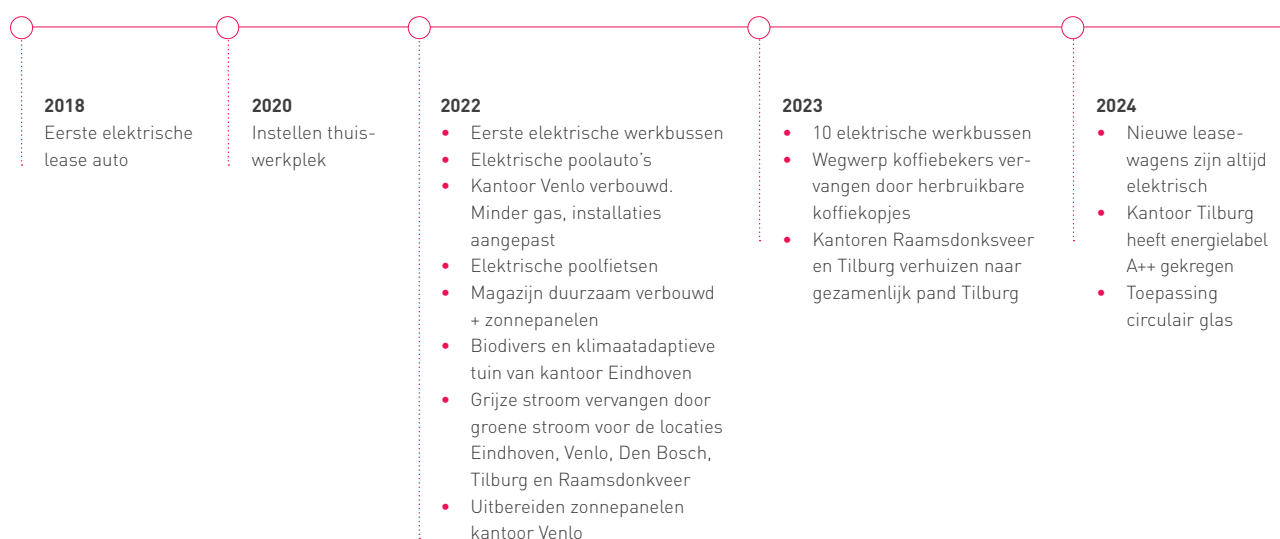 2018
Eerste elektrische
lease auto
2020
Instellen thuis-
werkplek
2022
• Eerste elektrische werkbussen
• Elektrische poolauto's
• Kantoor Venlo verbouwd.
Minder gas, installaties
aangepast
• Elektrische poolfietsen
• Magazijn duurzaam verbouwd
+ zonnepanelen
• Biodivers en klimaatadaptieve
tuin van kantoor Eindhoven
• Grijze stroom vervangen door
groene stroom voor de locaties
Eindhoven, Venlo, Den Bosch,
Tilburg en Raamsdonkveer
• Uitbereiden zonnepanelen
kantoor Venlo
2023
• 10 elektrische werkbussen
• Wegwerp koffiebekers ver-
vangen door herbruikbare
koffiekopjes
• Kantoren Raamsdonksveer
en Tilburg verhuizen naar
gezamenlijk pand Tilburg
2024
• Nieuwe lease-
wagens zijn altijd
elektrisch
• Kantoor Tilburg
heeft energielabel
A++ gekregen
• Toepassing
circulair glas